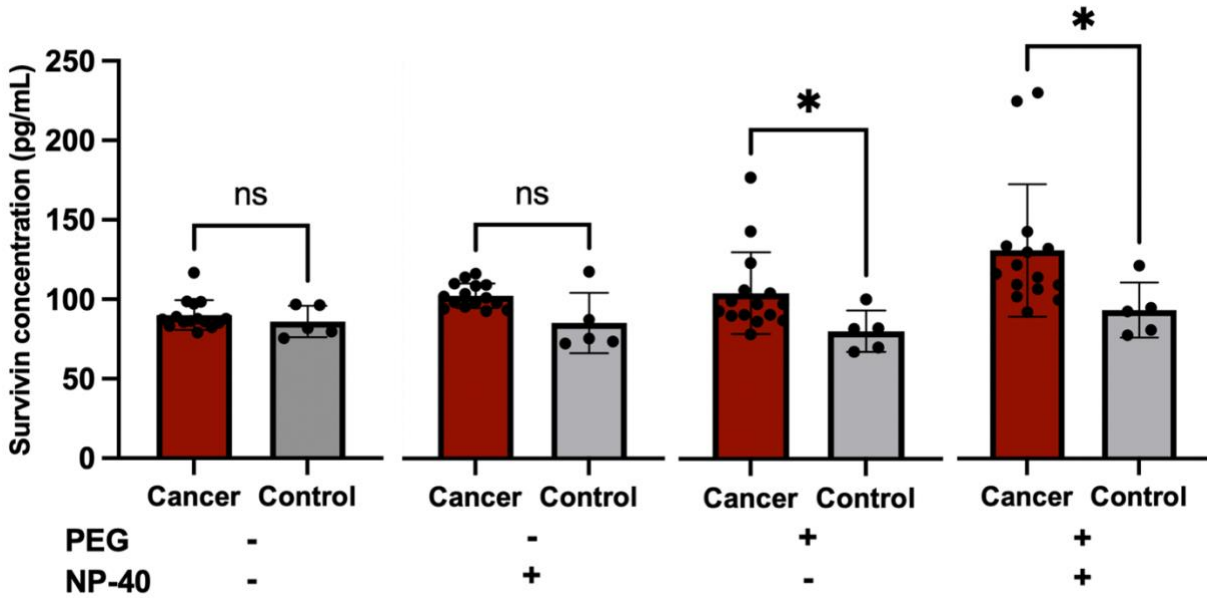 Survivin concentration (pg/mL)
250
200
150
100
50
0
ns
ns
*
*
Cancer Control
Cancer Control
Cancer Control
Cancer Control
PEG - - + +
NP-40 - + - +